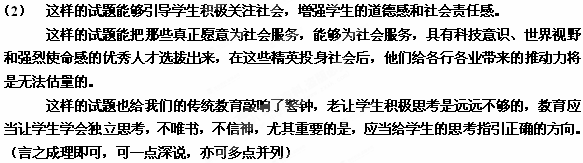 （2） 这样的试题能够引导学生积极关注社会，增强学生的道德感和社会责任感。
这样的试题能把那些真正愿意为社会服务，能够为社会服务，具有科技意识、世界视野
和强烈使命感的优秀人才选拔出来，在这些精英投身社会后，他们给各行各业带来的推动力将
是无法估量的。
这样的试题也给我们的传统教育敲响了警钟，老让学生积极思考是远远不够的，教育应
当让学生学会独立思考，不唯书，不信神，尤其重要的是，应当给学生的思考指引正确的方向。
（言之成理即可，可一点深说，亦可多点并列）